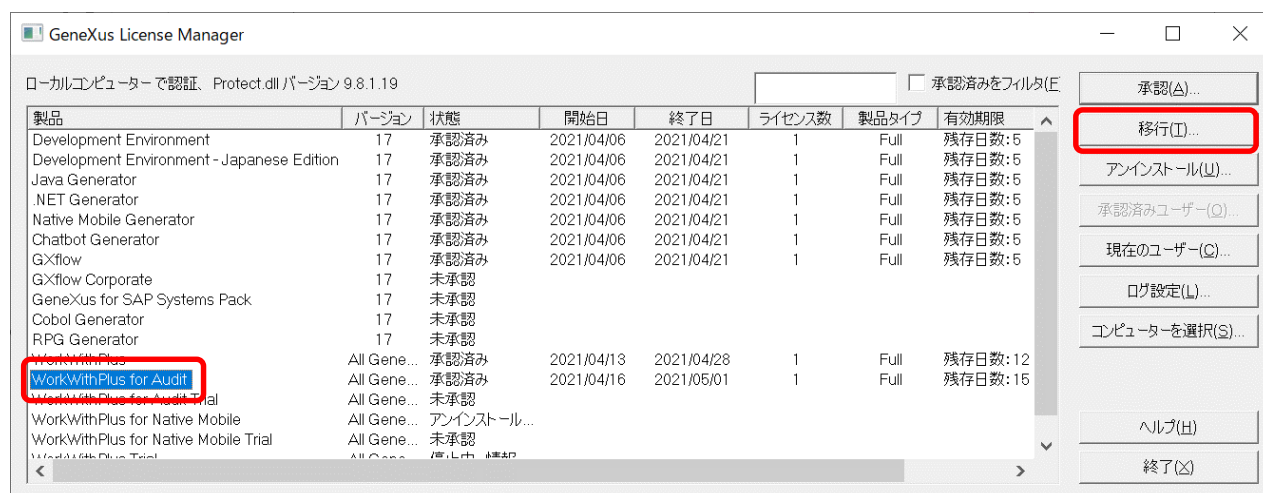 GeneXus License Manager
ローカルコンピューターで認証、Protect.dll バージョン 9.8.1.19 承認済みをフィルタ(F
製品 バージョン 状態 開始日 終了日 ライセンス数 製品タイプ 有効期限
Development Environment 17 承認済み 2021/04/06 2021/04/21 1 Full 残存日数:5
Development Environment - Japanese Edition 17 承認済み 2021/04/06 2021/04/21 1 Full 残存日数:5
Java Generator 17 承認済み 2021/04/06 2021/04/21 1 Full 残存日数:5
.NET Generator 17 承認済み 2021/04/06 2021/04/21 1 Full 残存日数:5
Native Mobile Generator 17 承認済み 2021/04/06 2021/04/21 1 Full 残存日数:5
Chatbot Generator 17 承認済み 2021/04/06 2021/04/21 1 Full 残存日数:5
GXflow 17 承認済み 2021/04/06 2021/04/21 1 Full 残存日数:5
GXflow Corporate 17 未承認
GeneXus for SAP Systems Pack 17 未承認
Cobol Generator 17 未承認
RPG Generator 17 未承認
WorkWithPlus All Gene... 承認済み 2021/04/13 2021/04/28 1 Full 残存日数:12
WorkWithPlus for Audit All Gene... 承認済み 2021/04/16 2021/05/01 1 Full 残存日数:15
WorkWithPlus for Audit Trial All Gene... 未承認
WorkWithPlus for Native Mobile All Gene... アンインストール...
WorkWithPlus for Native Mobile Trial All Gene... 未承認
WorkWithPlus Trial All Gene... 停止中 情報
承認(A)...
移行(T)...
アンインストール(U)...
承認済みユーザー(O)...
現在のユーザー(C)...
ログ設定(L)...
コンピューターを選択(S)...
ヘルプ(H)
終了(X)